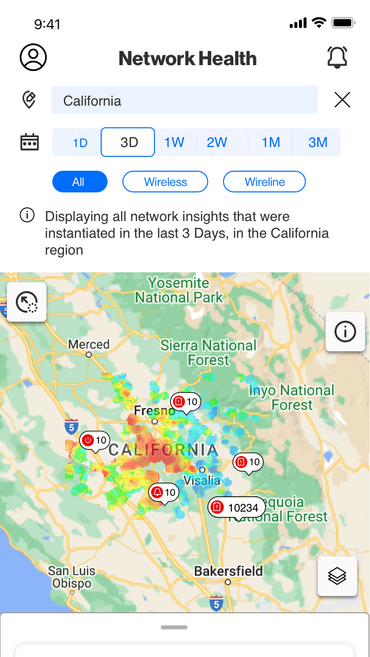 9:41
Network Health
California
1D 3D 1W 2W 1M 3M
All Wireless Wireline
Displaying all network insights that were
instantiated in the last 3 Days, in the California
region
Yosemite
National Park
Merced
Sierra National
Forest
Inyo National
Forest
10
Fresno
5
10
CALIFORNIA
10
Visalia
10
10234
equoia
National Forest
San Luis
Obispo
Bakersfield
5